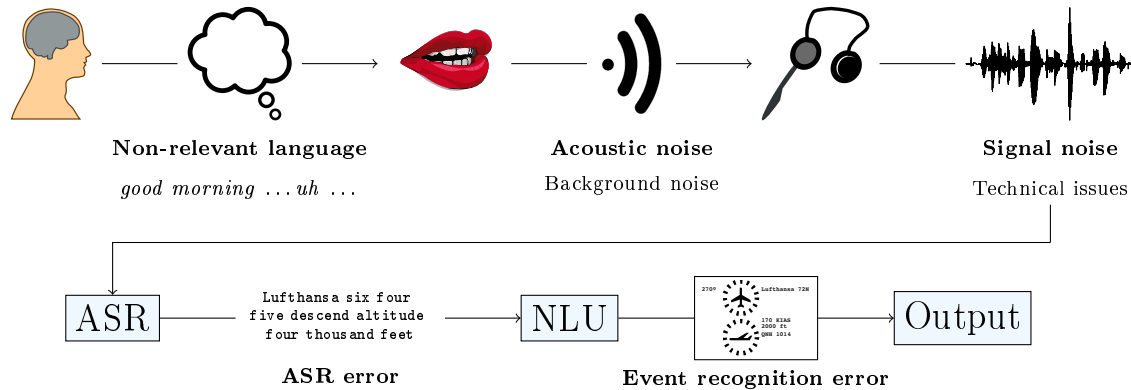 Non-relevant language
good morning ... uh ...
Acoustic noise
Background noise
Signal noise
Technical issues
ASR
Lufthansa six four
five descend altitude
four thousand feet
ASR error
NLU
270º
Lufthansa 72H
170 KIAS
2000 ft
QNH 1014
Event recognition error
Output